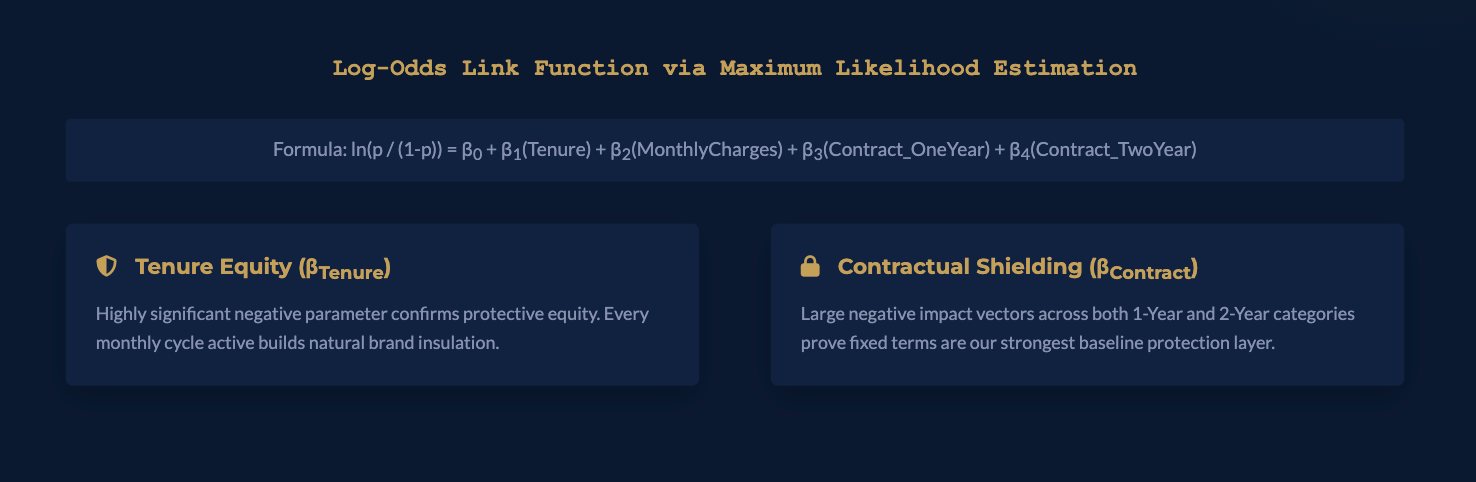 Log-Odds Link Function via Maximum Likelihood Estimation
Formula: ln(p / (1-p)) = β0 + β1(Tenure) + β2(MonthlyCharges) + β3(Contract_OneYear) + β4(Contract_TwoYear)
Tenure Equity (βTenure)
Highly significant negative parameter confirms protective equity. Every
monthly cycle active builds natural brand insulation.
Contractual Shielding (βContract)
Large negative impact vectors across both 1-Year and 2-Year categories
prove fixed terms are our strongest baseline protection layer.